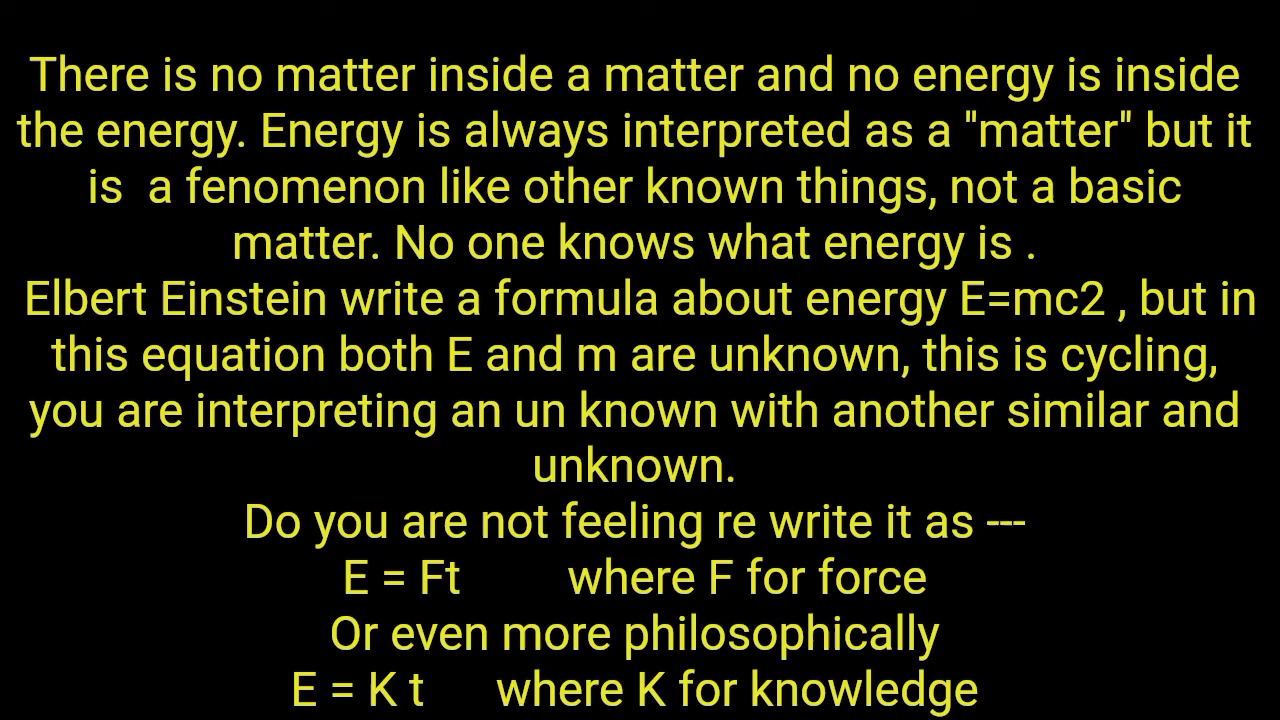 There is no matter inside a matter and no energy is inside
the energy. Energy is always interpreted as a "matter" but it
is  a fenomenon like other known things, not a basic
matter. No one knows what energy is .
Elbert Einstein write a formula about energy E=mc2 , but in
this equation both E and m are unknown, this is cycling,
you are interpreting an un known with another similar and
unknown.
Do you are not feeling re write it as ---
E = Ft          where F for force
Or even more philosophically
E = K t       where K for knowledge